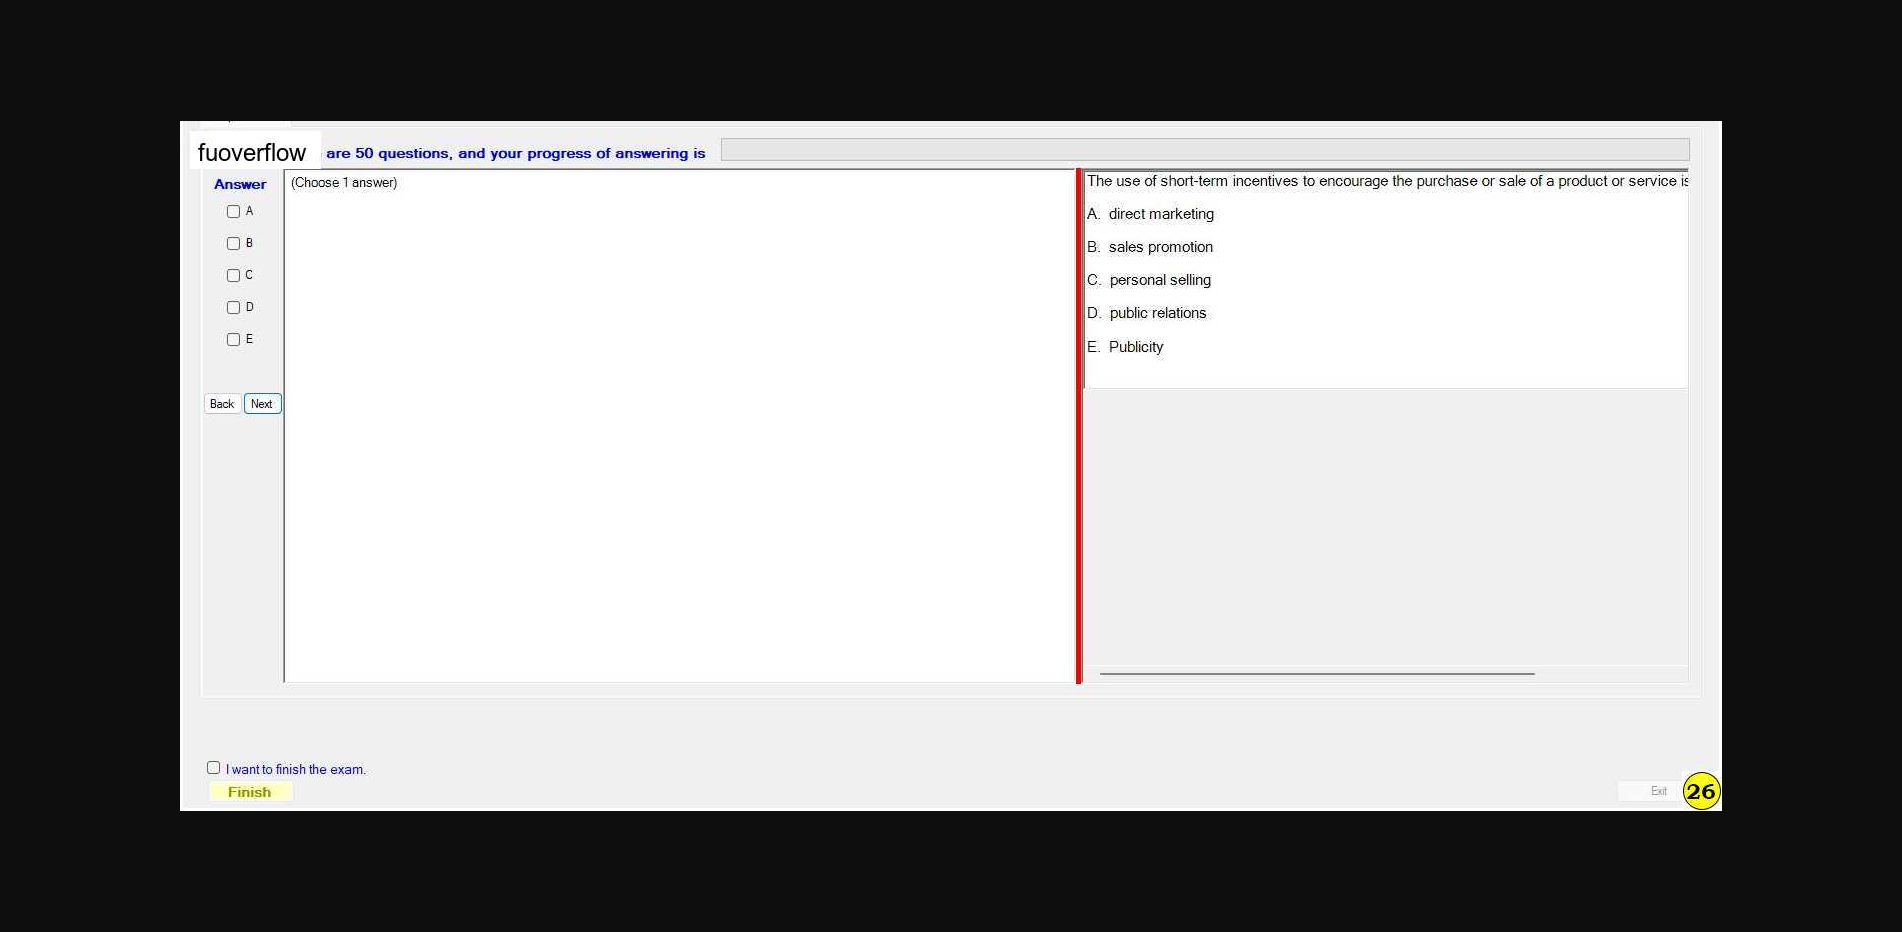 fuoverflow are 50 questions, and your progress of answering is
Answer
A
B
C
D
E
Back Next
(Choose 1 answer)
The use of short-term incentives to encourage the purchase or sale of a product or service is
A. direct marketing
B. sales promotion
C. personal selling
D. public relations
E. Publicity
I want to finish the exam.
Finish
Exit
26